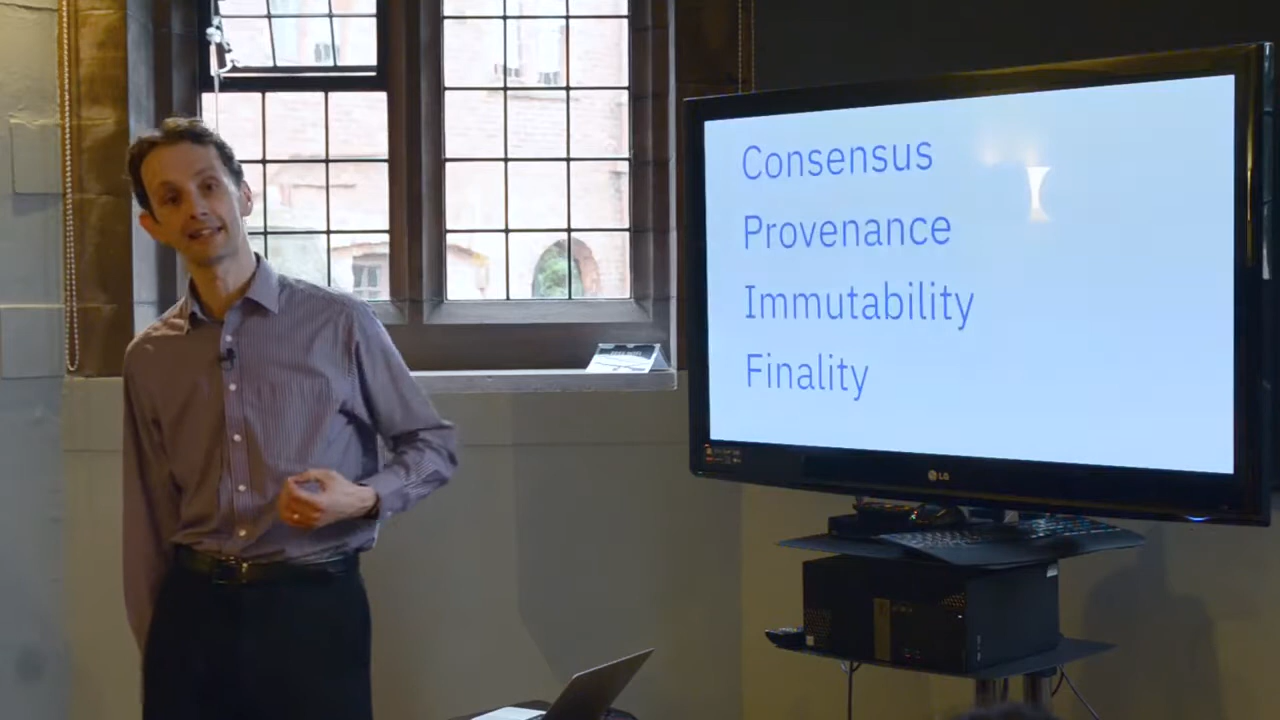 Consensus
Provenance
Immutability
Finality
LG